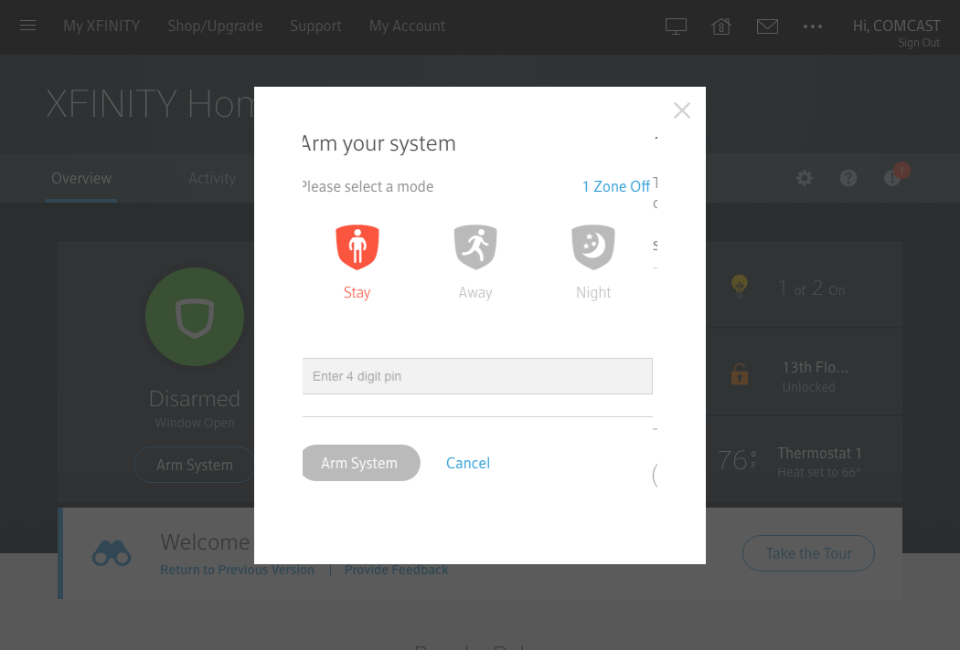 My XFINITY Shop/Upgrade Support My Account
Hi, COMCAST
Sign Out
XFINITY
Overview Activity
1
Arm your system
Please select a mode 1 Zone Off
Stay Away Night
Enter 4 digit pin
Arm System Cancel
Disarmed
Window Open
Arm System
1 of 2 On
13th Flo...
Unlocked
76° F Thermostat 1
Heat set to 66°
Welcome
Return to Previous Version | Provide Feedback
Take the Tour